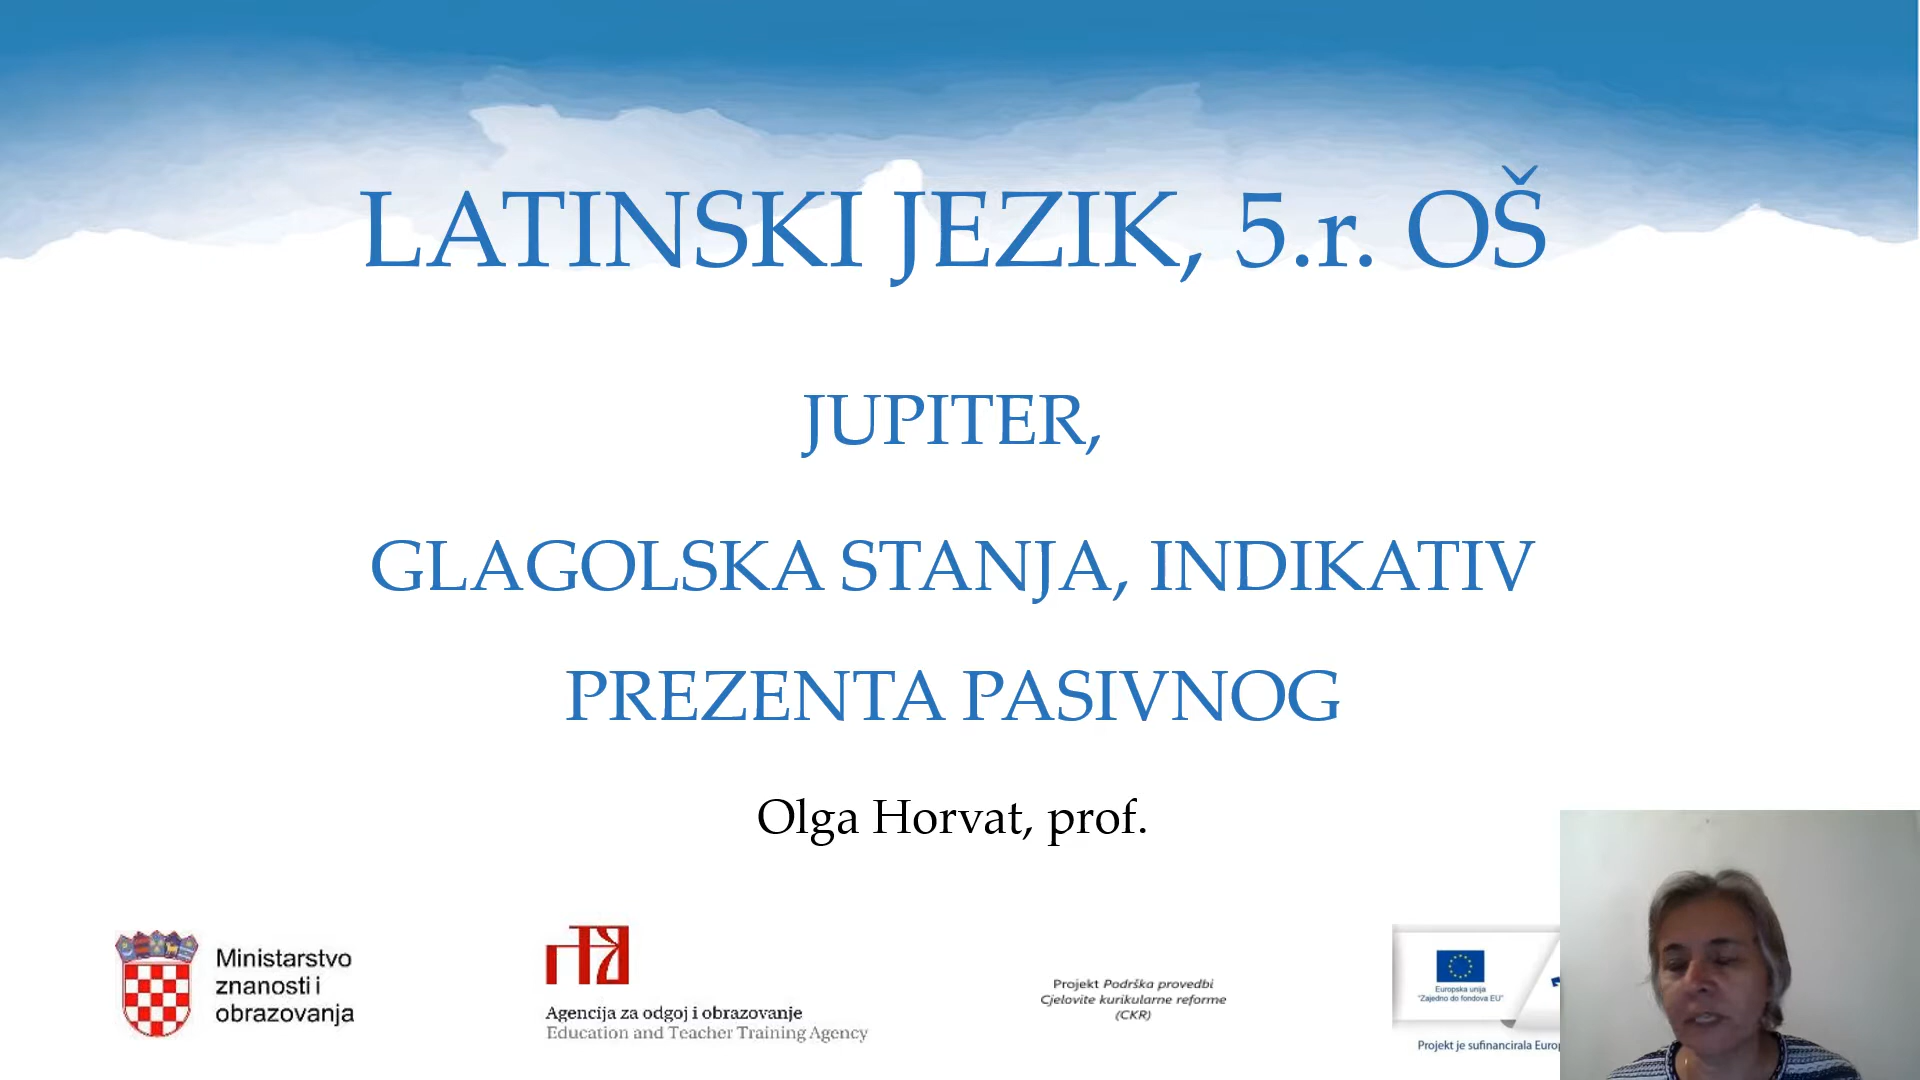 LATINSKI JEZIK, 5.r. OŠ
JUPITER,
GLAGOLSKA STANJA, INDIKATIV
PREZENTA PASIVNOG
Olga Horvat, prof.
Ministarstvo
znanosti i
obrazovanja
Agencija za odgoj i obrazovanje
Education and Teacher Training Agency
Projekt Podrška provedbi
Cjelovite kurikularne reforme
(CKR)
Europska unija
"Zajedno do fondova EU"
Projekt je sufinancirala